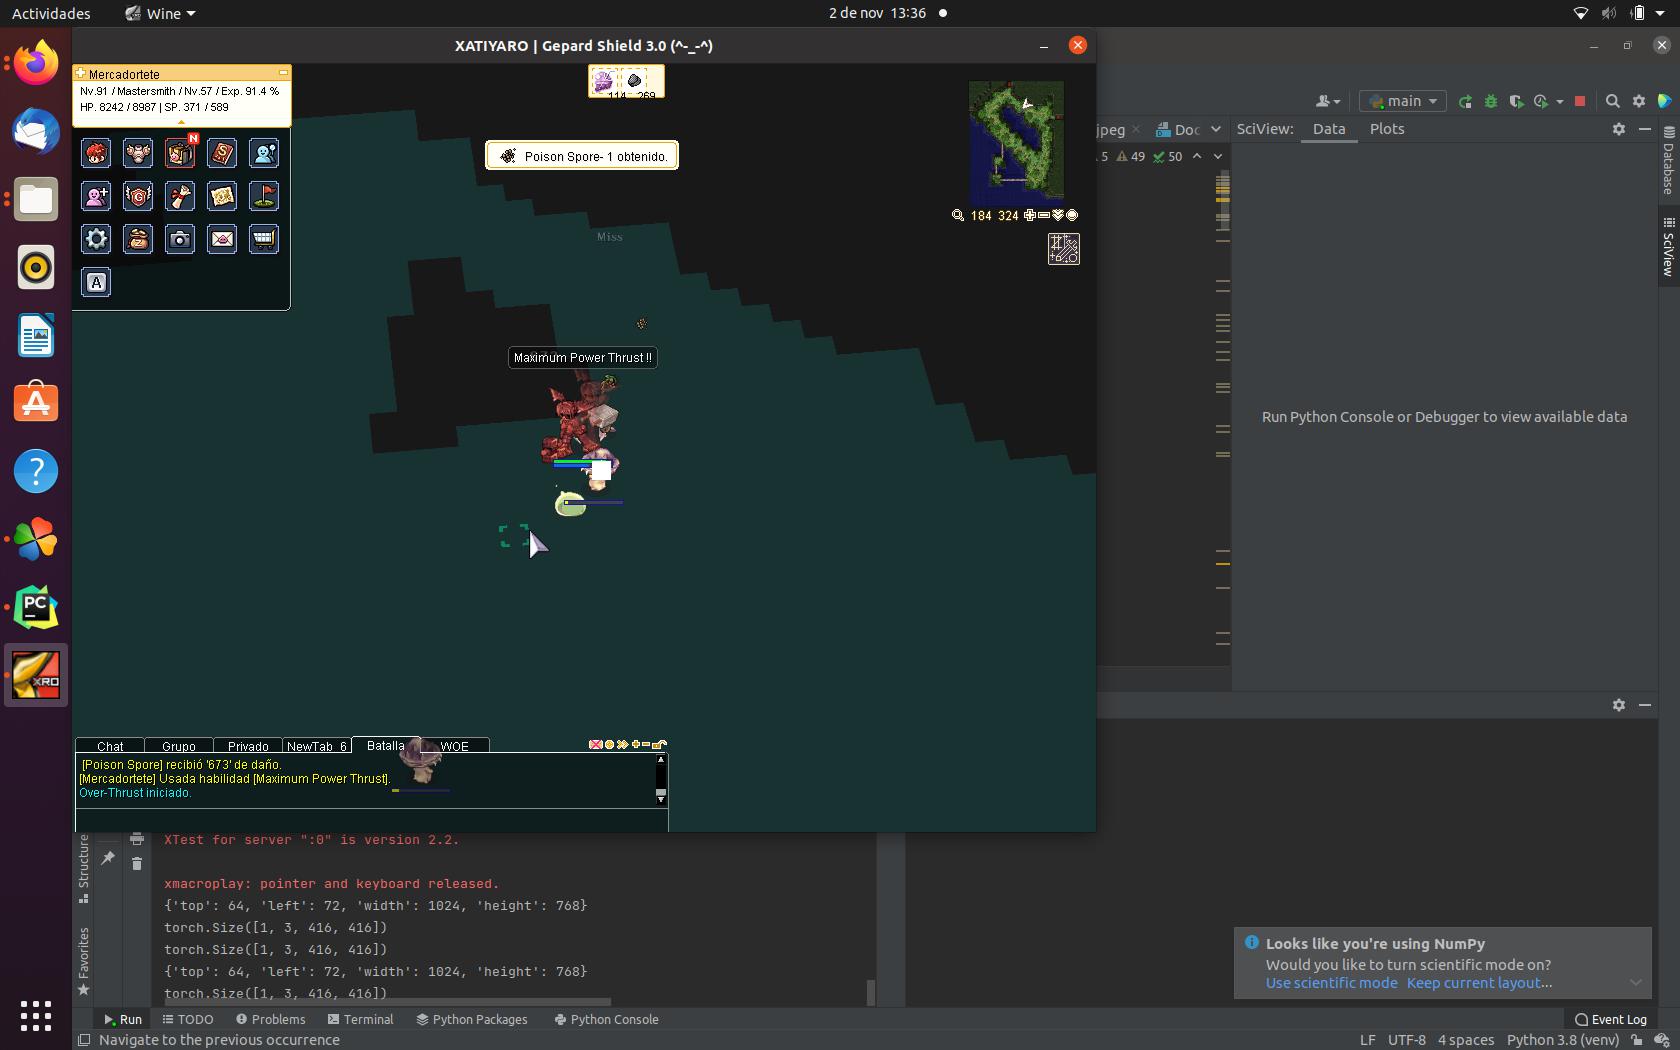 Actividades
Wine
2 de nov 13:36
XATIYARO | Gepard Shield 3.0 (^-_-^)
Mercadortete
Nv.91 / Mastersmith / Nv.57 / Exp. 91.4 %
HP. 8242 / 8987 | SP. 371 / 589
N
A
114
269
Poison Spore- 1 obtenido.
184 324
Miss
Maximum Power Thrust !!
Chat
Grupo
Privado
NewTab_6
Batalla
WOE
[Poison Spore] recibió '673' de daño.
[Mercadortete] Usada habilidad [Maximum Power Thrust].
Over-Thrust iniciado.
PC
XRO
main
jpeg
Doc
SciView:
Data
Plots
5
49
50
Database
SciView
Run Python Console or Debugger to view available data
Structure
Favorites
XTest for server ":0" is version 2.2.
xmacroplay: pointer and keyboard released.
{'top': 64, 'left': 72, 'width': 1024, 'height': 768}
torch.Size([1, 3, 416, 416])
torch.Size([1, 3, 416, 416])
{'top': 64, 'left': 72, 'width': 1024, 'height': 768}
torch.Size([1, 3, 416, 416])
Looks like you're using NumPy
Would you like to turn scientific mode on?
Use scientific mode Keep current layout...
Run
TODO
Problems
Terminal
Python Packages
Python Console
Event Log
Navigate to the previous occurrence
LF UTF-8 4 spaces Python 3.8 (venv)